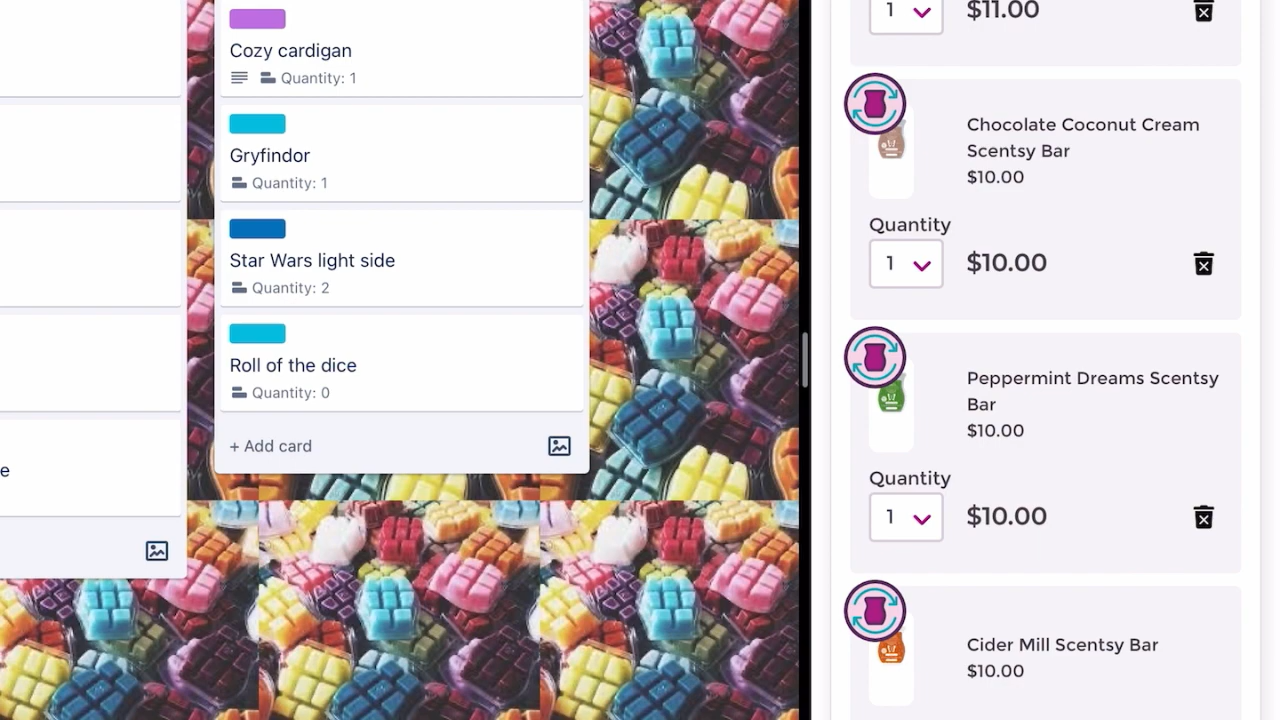 Cozy cardigan
Quantity: 1
Gryfindor
Quantity: 1
Star Wars light side
Quantity: 2
Roll of the dice
Quantity: 0
+ Add card
e
1
$11.00
Chocolate Coconut Cream
Scentsy Bar
$10.00
Quantity
1
$10.00
Peppermint Dreams Scentsy
Bar
$10.00
Quantity
1
$10.00
Cider Mill Scentsy Bar
$10.00